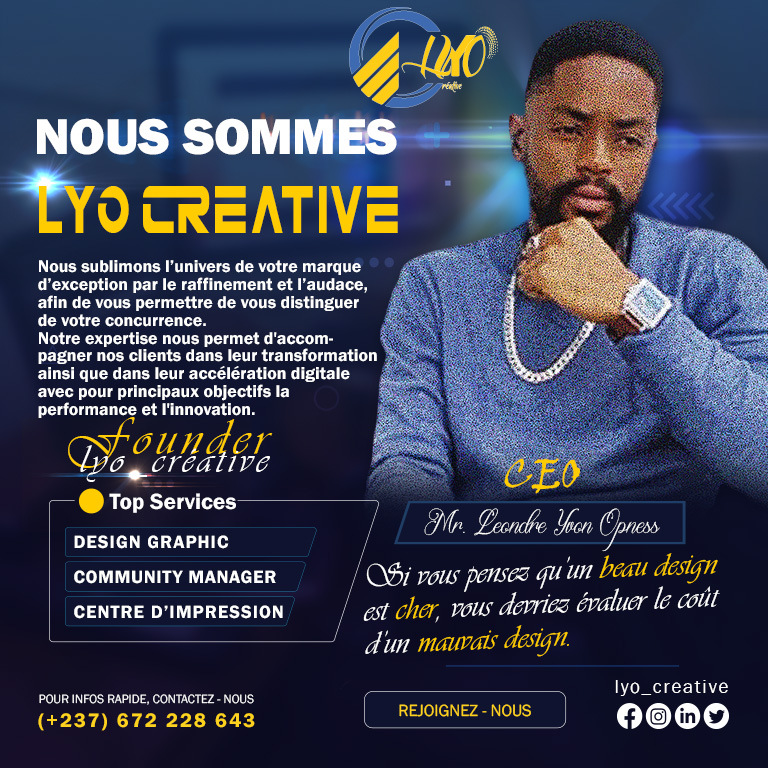 LYO
créative
NOUS SOMMES
LYO CREATIVE
Nous sublimons l’univers de votre marque
d’exception par le raffinement et l’audace,
afin de vous permettre de vous distinguer
de votre concurrence.
Notre expertise nous permet d'accom-
pagner nos clients dans leur transformation
ainsi que dans leur accélération digitale
avec pour principaux objectifs la
performance et l'innovation.
Founder
lyo_créative
Top Services
DESIGN GRAPHIC
COMMUNITY MANAGER
CENTRE D’IMPRESSION
CEO
Mr. Leondre Yvon Opness
Si vous pensez qu'un beau design
est cher, vous devriez évaluer le coût
d'un mauvais design.
POUR INFOS RAPIDE, CONTACTEZ - NOUS
(+237) 672 228 643
REJOIGNEZ - NOUS
lyo_creative